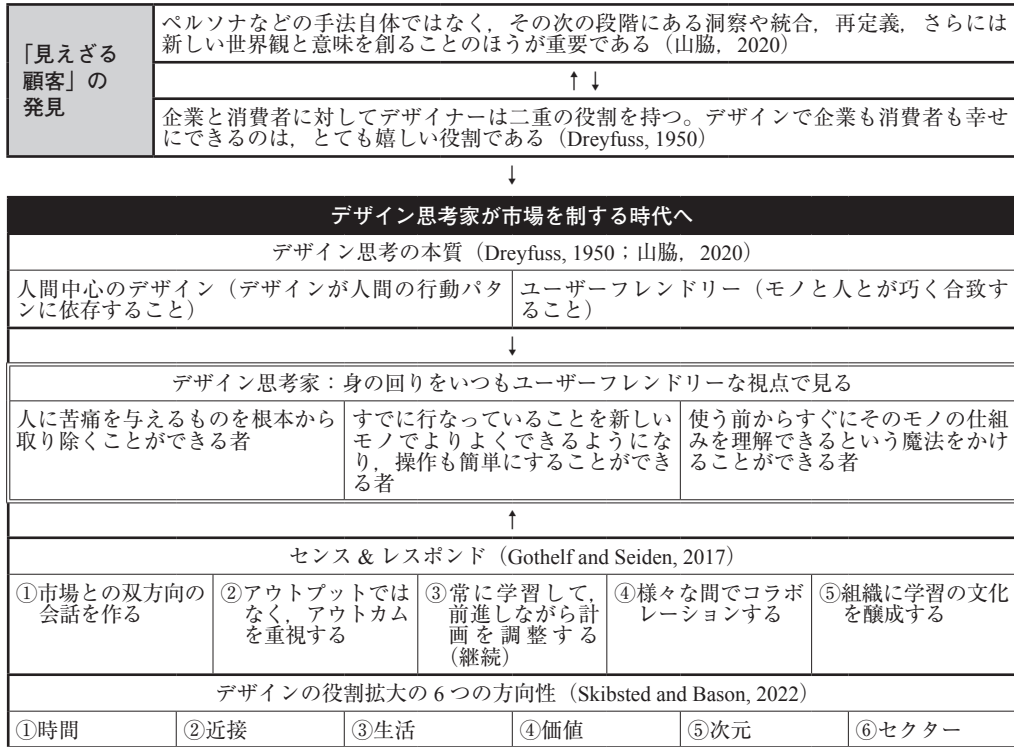 「見えざる
顧客」の
発見
ペルソナなどの手法自体ではなく，その次の段階にある洞察や統合，再定義，さらには
新しい世界観と意味を創ることのほうが重要である（山脇，2020）
↑ ↓
企業と消費者に対してデザイナーは二重の役割を持つ。デザインで企業も消費者も幸せ
にできるのは，とても嬉しい役割である（Dreyfuss, 1950）
↓
デザイン思考家が市場を制する時代へ
デザイン思考の本質（Dreyfuss, 1950；山脇，2020）
人間中心のデザイン（デザインが人間の行動パタ
ンに依存すること）
ユーザーフレンドリー（モノと人とが巧く合致す
ること）
↓
デザイン思考家：身の回りをいつもユーザーフレンドリーな視点で見る
人に苦痛を与えるものを根本から
取り除くことができる者
すでに行なっていることを新しい
モノでよりよくできるようにな
り，操作も簡単にすることができ
る者
使う前からすぐにそのモノの仕組
みを理解できるという魔法をかけ
ることができる者
↑
センス & レスポンド（Gothelf and Seiden, 2017）
①市場との双方向の
会話を作る
②アウトプットでは
なく，アウトカム
を重視する
③常に学習して，
前進しながら計
画を調整する
（継続）
④様々な間でコラボ
レーションする
⑤組織に学習の文化
を醸成する
デザインの役割拡大の 6 つの方向性（Skibsted and Bason, 2022）
①時間
②近接
③生活
④価値
⑤次元
⑥セクター